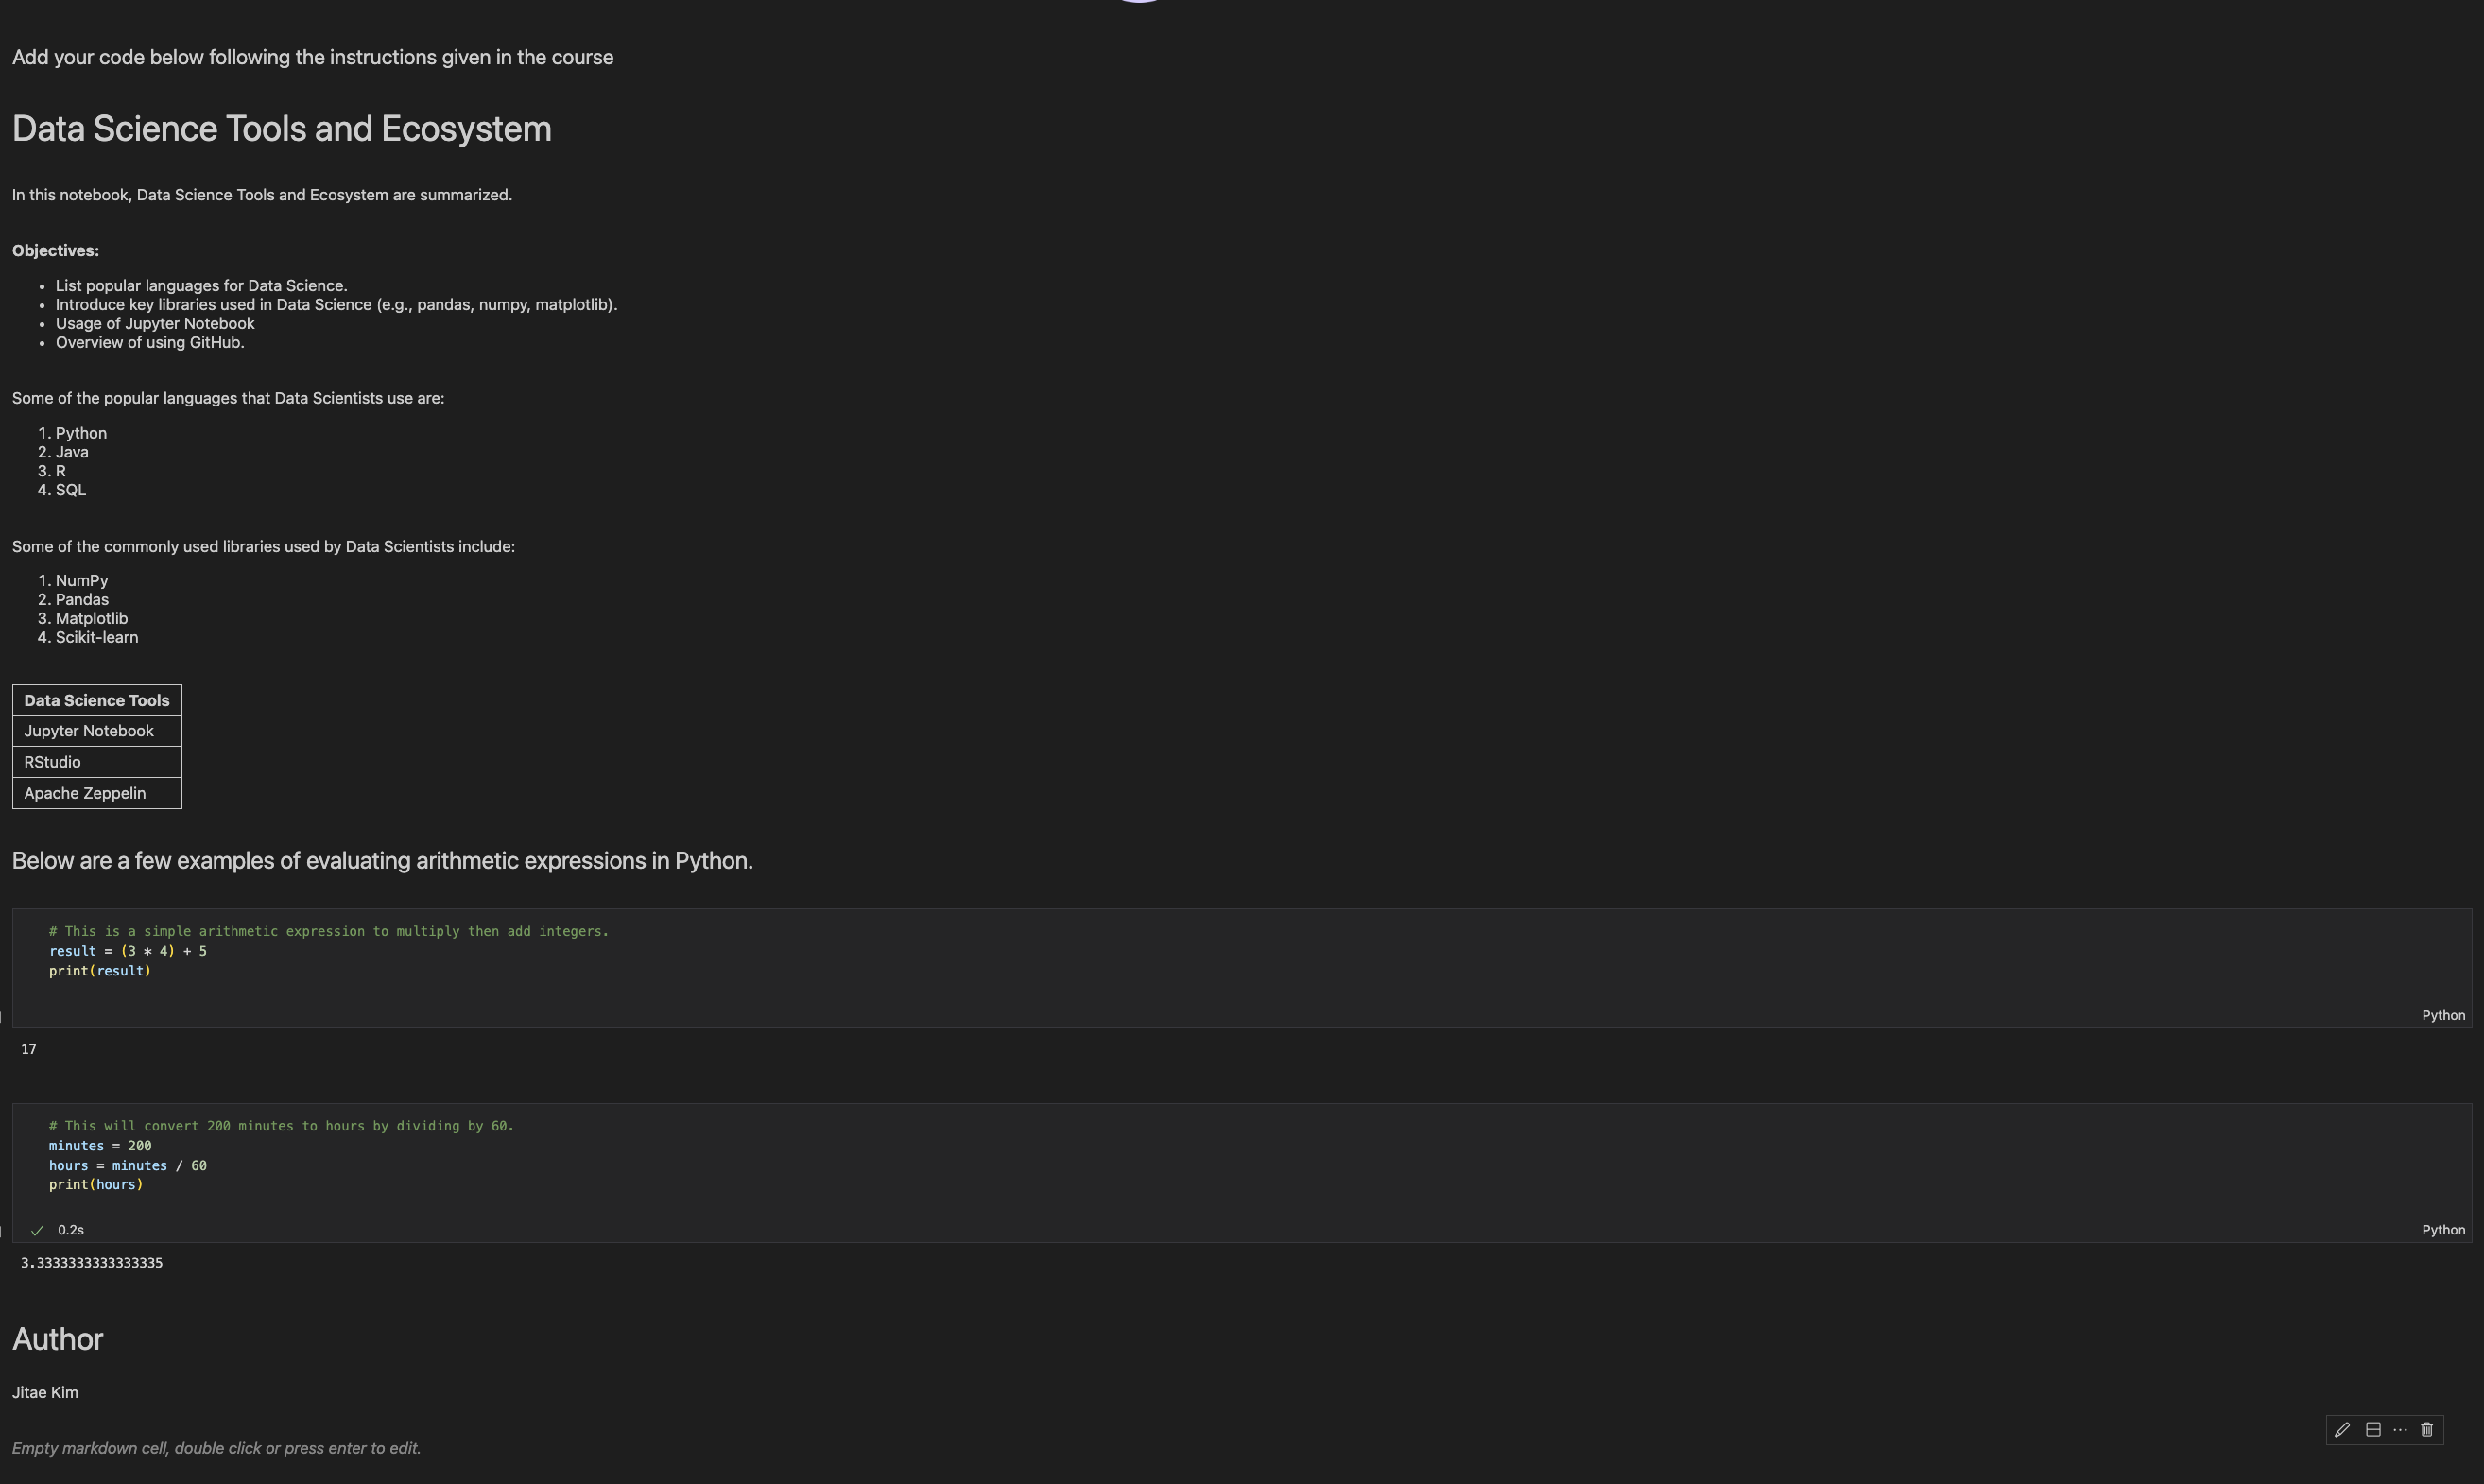 Add your code below following the instructions given in the course
Data Science Tools and Ecosystem
In this notebook, Data Science Tools and Ecosystem are summarized.
Objectives:
• List popular languages for Data Science.
• Introduce key libraries used in Data Science (e.g., pandas, numpy, matplotlib).
• Usage of Jupyter Notebook
• Overview of using GitHub.
Some of the popular languages that Data Scientists use are:
1. Python
2. Java
3. R
4. SQL
Some of the commonly used libraries used by Data Scientists include:
1. NumPy
2. Pandas
3. Matplotlib
4. Scikit-learn
Data Science Tools
Jupyter Notebook
RStudio
Apache Zeppelin
Below are a few examples of evaluating arithmetic expressions in Python.
# This is a simple arithmetic expression to multiply then add integers.
result = (3 * 4) + 5
print(result)
Python
17
# This will convert 200 minutes to hours by dividing by 60.
minutes = 200
hours = minutes / 60
print(hours)
✓ 0.2s
Python
3.3333333333333335
Author
Jitae Kim
Empty markdown cell, double click or press enter to edit.